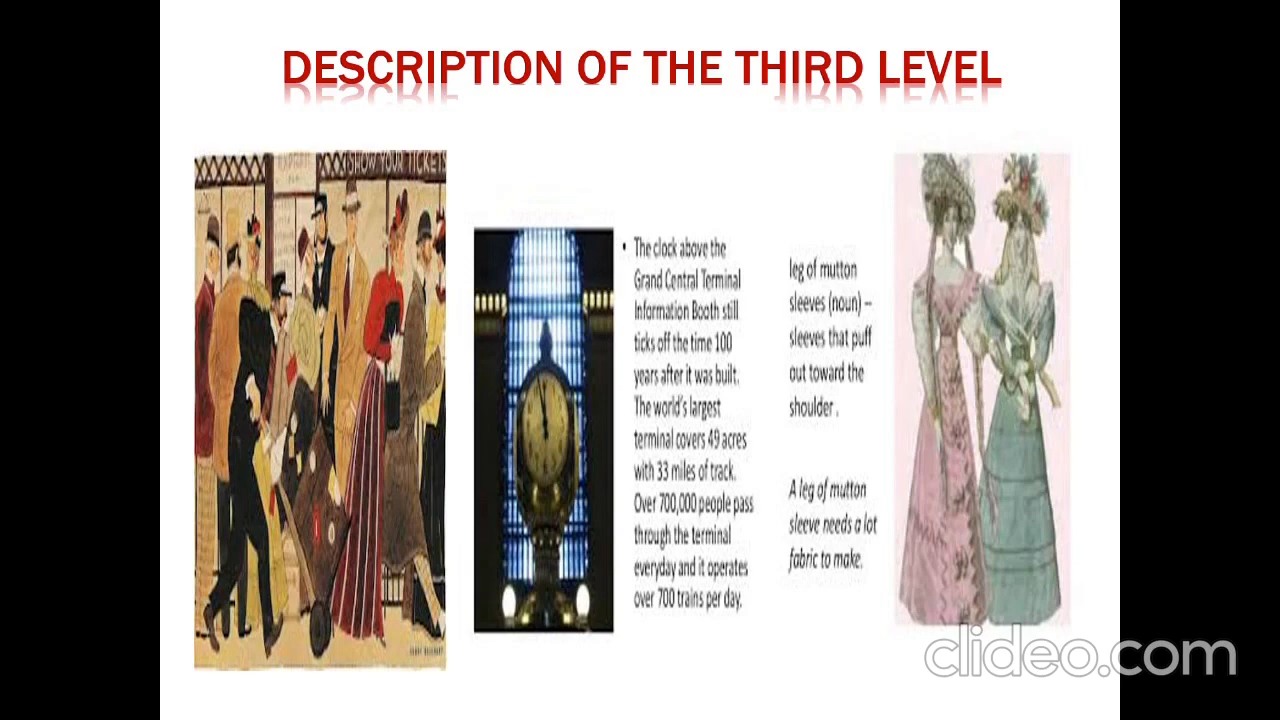 DESCRIPTION OF THE THIRD LEVEL
SHOW YOUR TICKETS
• The clock above the
Grand Central Terminal
Information Booth still
ticks off the time 100
years after it was built.
The world's largest
terminal covers 49 acres
with 33 miles of track.
Over 700,000 people pass
through the terminal
everyday and it operates
over 700 trains per day.
leg of mutton
sleeves (noun) –
sleeves that puff
out toward the
shoulder .
A leg of mutton
sleeve needs a lot
fabric to make.
clideo.com